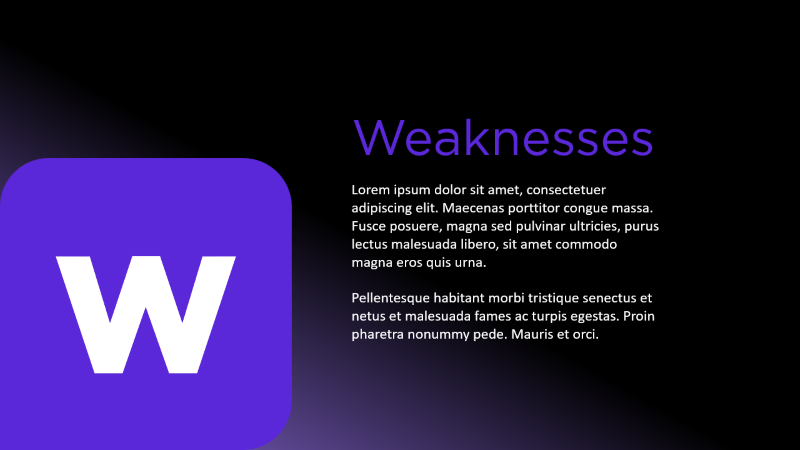 Weaknesses
Lorem ipsum dolor sit amet, consectetuer
adipiscing elit. Maecenas porttitor congue massa.
Fusce posuere, magna sed pulvinar ultricies, purus
lectus malesuada libero, sit amet commodo
magna eros quis urna.
Pellentesque habitant morbi tristique senectus et
netus et malesuada fames ac turpis egestas. Proin
pharetra nonummy pede. Mauris et orci.
W